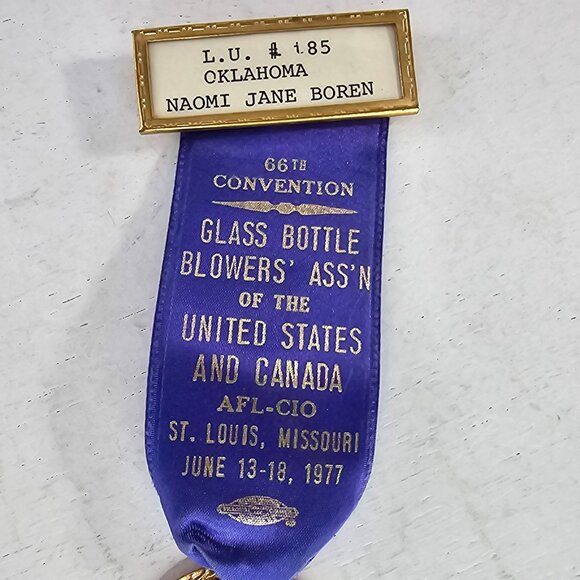 L.U. # 185
OKLAHOMA
NAOMI JANE BOREN
66TH
CONVENTION
GLASS BOTTLE
BLOWERS' ASS'N
OF THE
UNITED STATES
AND CANADA
AFL-CIO
ST. LOUIS, MISSOURI
JUNE 13-18, 1977